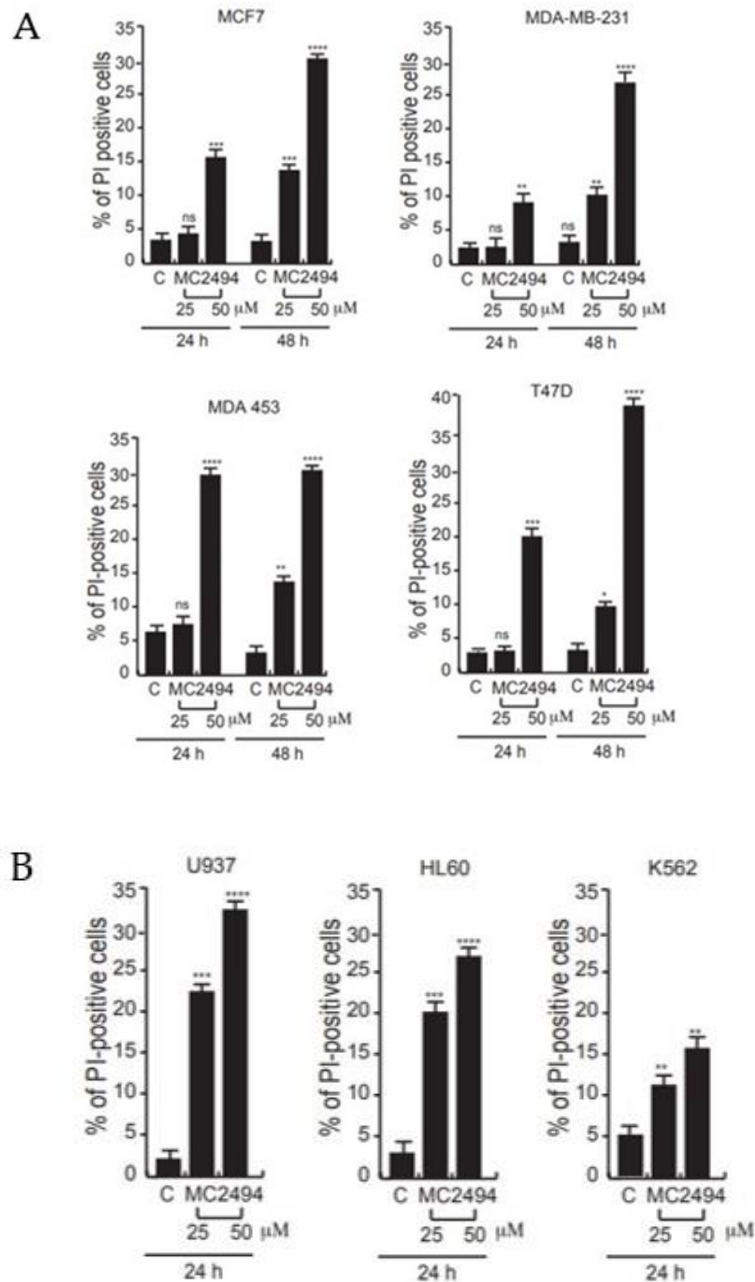 A
MCF7
% of PI positive cells
35
30
25
20
15
10
5
0
ns
***
***
****
C MC2494 C MC2494
25 50 µM 25 50 µM
24 h 48 h
MDA-MB-231
% of PI positive cells
35
30
25
20
15
10
5
0
ns
**
ns
**
****
C MC2494 C MC2494
25 50 µM 25 50 µM
24 h 48 h
MDA 453
% of PI-positive cells
35
30
25
20
15
10
5
0
ns
****
**
****
C MC2494 C MC2494
25 50 µM 25 50 µM
24 h 48 h
T47D
% of PI-positive cells
40
35
30
25
20
15
10
5
0
ns
***
*
****
C MC2494 C MC2494
25 50 µM 25 50 µM
24 h 48 h
B
U937
% of PI-positive cells
35
30
25
20
15
10
5
0
***
****
C MC2494
25 50 µM
24 h
HL60
% of PI-positive cells
35
30
25
20
15
10
5
0
***
****
C MC2494
25 50 µM
24 h
K562
% of PI-positive cells
35
30
25
20
15
10
5
0
**
**
C MC2494
25 50 µM
24 h